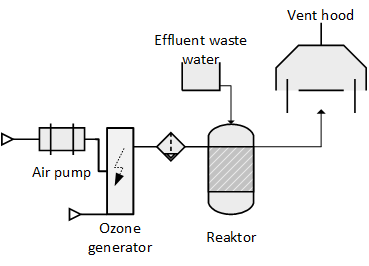 Vent hood
Effluent waste
water
Air pump
Ozone
generator
Reaktor